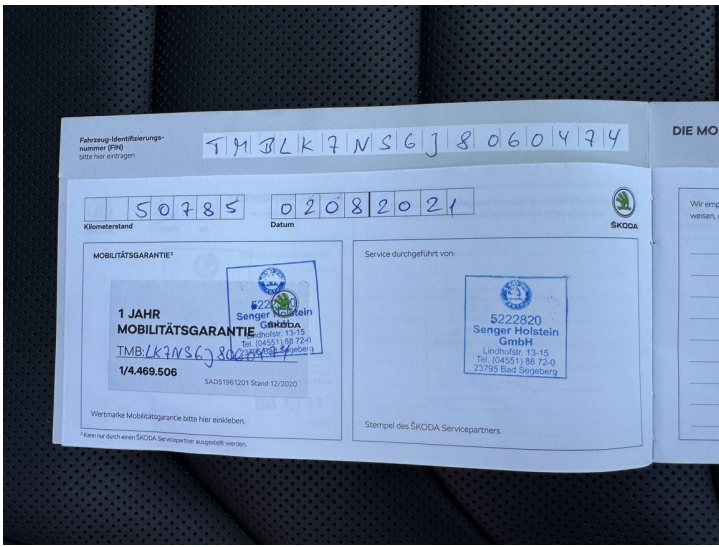 Fahrzeug-Identifizierungs-
nummer (FIN)
bitte hier eintragen
TMBLK7NS6J8060474
DIE MO
50785
Kilometerstand
02082021
Datum
ŠKODA
Wir emp
weisen,
MOBILITÄTSGARANTIE²
1 JAHR
MOBILITÄTSGARANTIE
TMB:LK7NS6J8060474
1/4.469.506
SAD51961201 Stand 12/2020
ŠKODA
5222820
Senger Holstein
GmbH
Lindhofstr. 13-15
Tel. (04551) 88 72-0
23795 Bad Segeberg
Wertmarke Mobilitätsgarantie bitte hier einkleben.
² Kann nur durch einen ŠKODA Servicepartner ausgestellt werden.
Service durchgeführt von:
5222820
Senger Holstein
GmbH
Lindhofstr. 13-15
Tel. (04551) 88 72-0
23795 Bad Segeberg
Stempel des ŠKODA Servicepartners